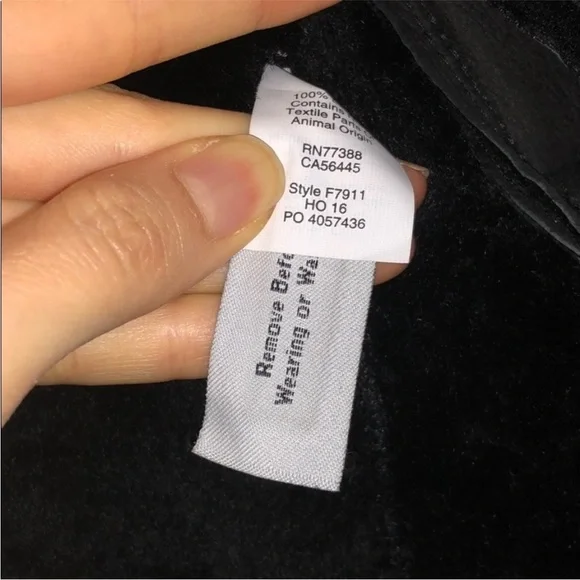 100%
Contains
Textile Parts
Animal Origin
RN77388
CA56445
Style F7911
HO 16
PO 4057436
Remove Before
Wearing or